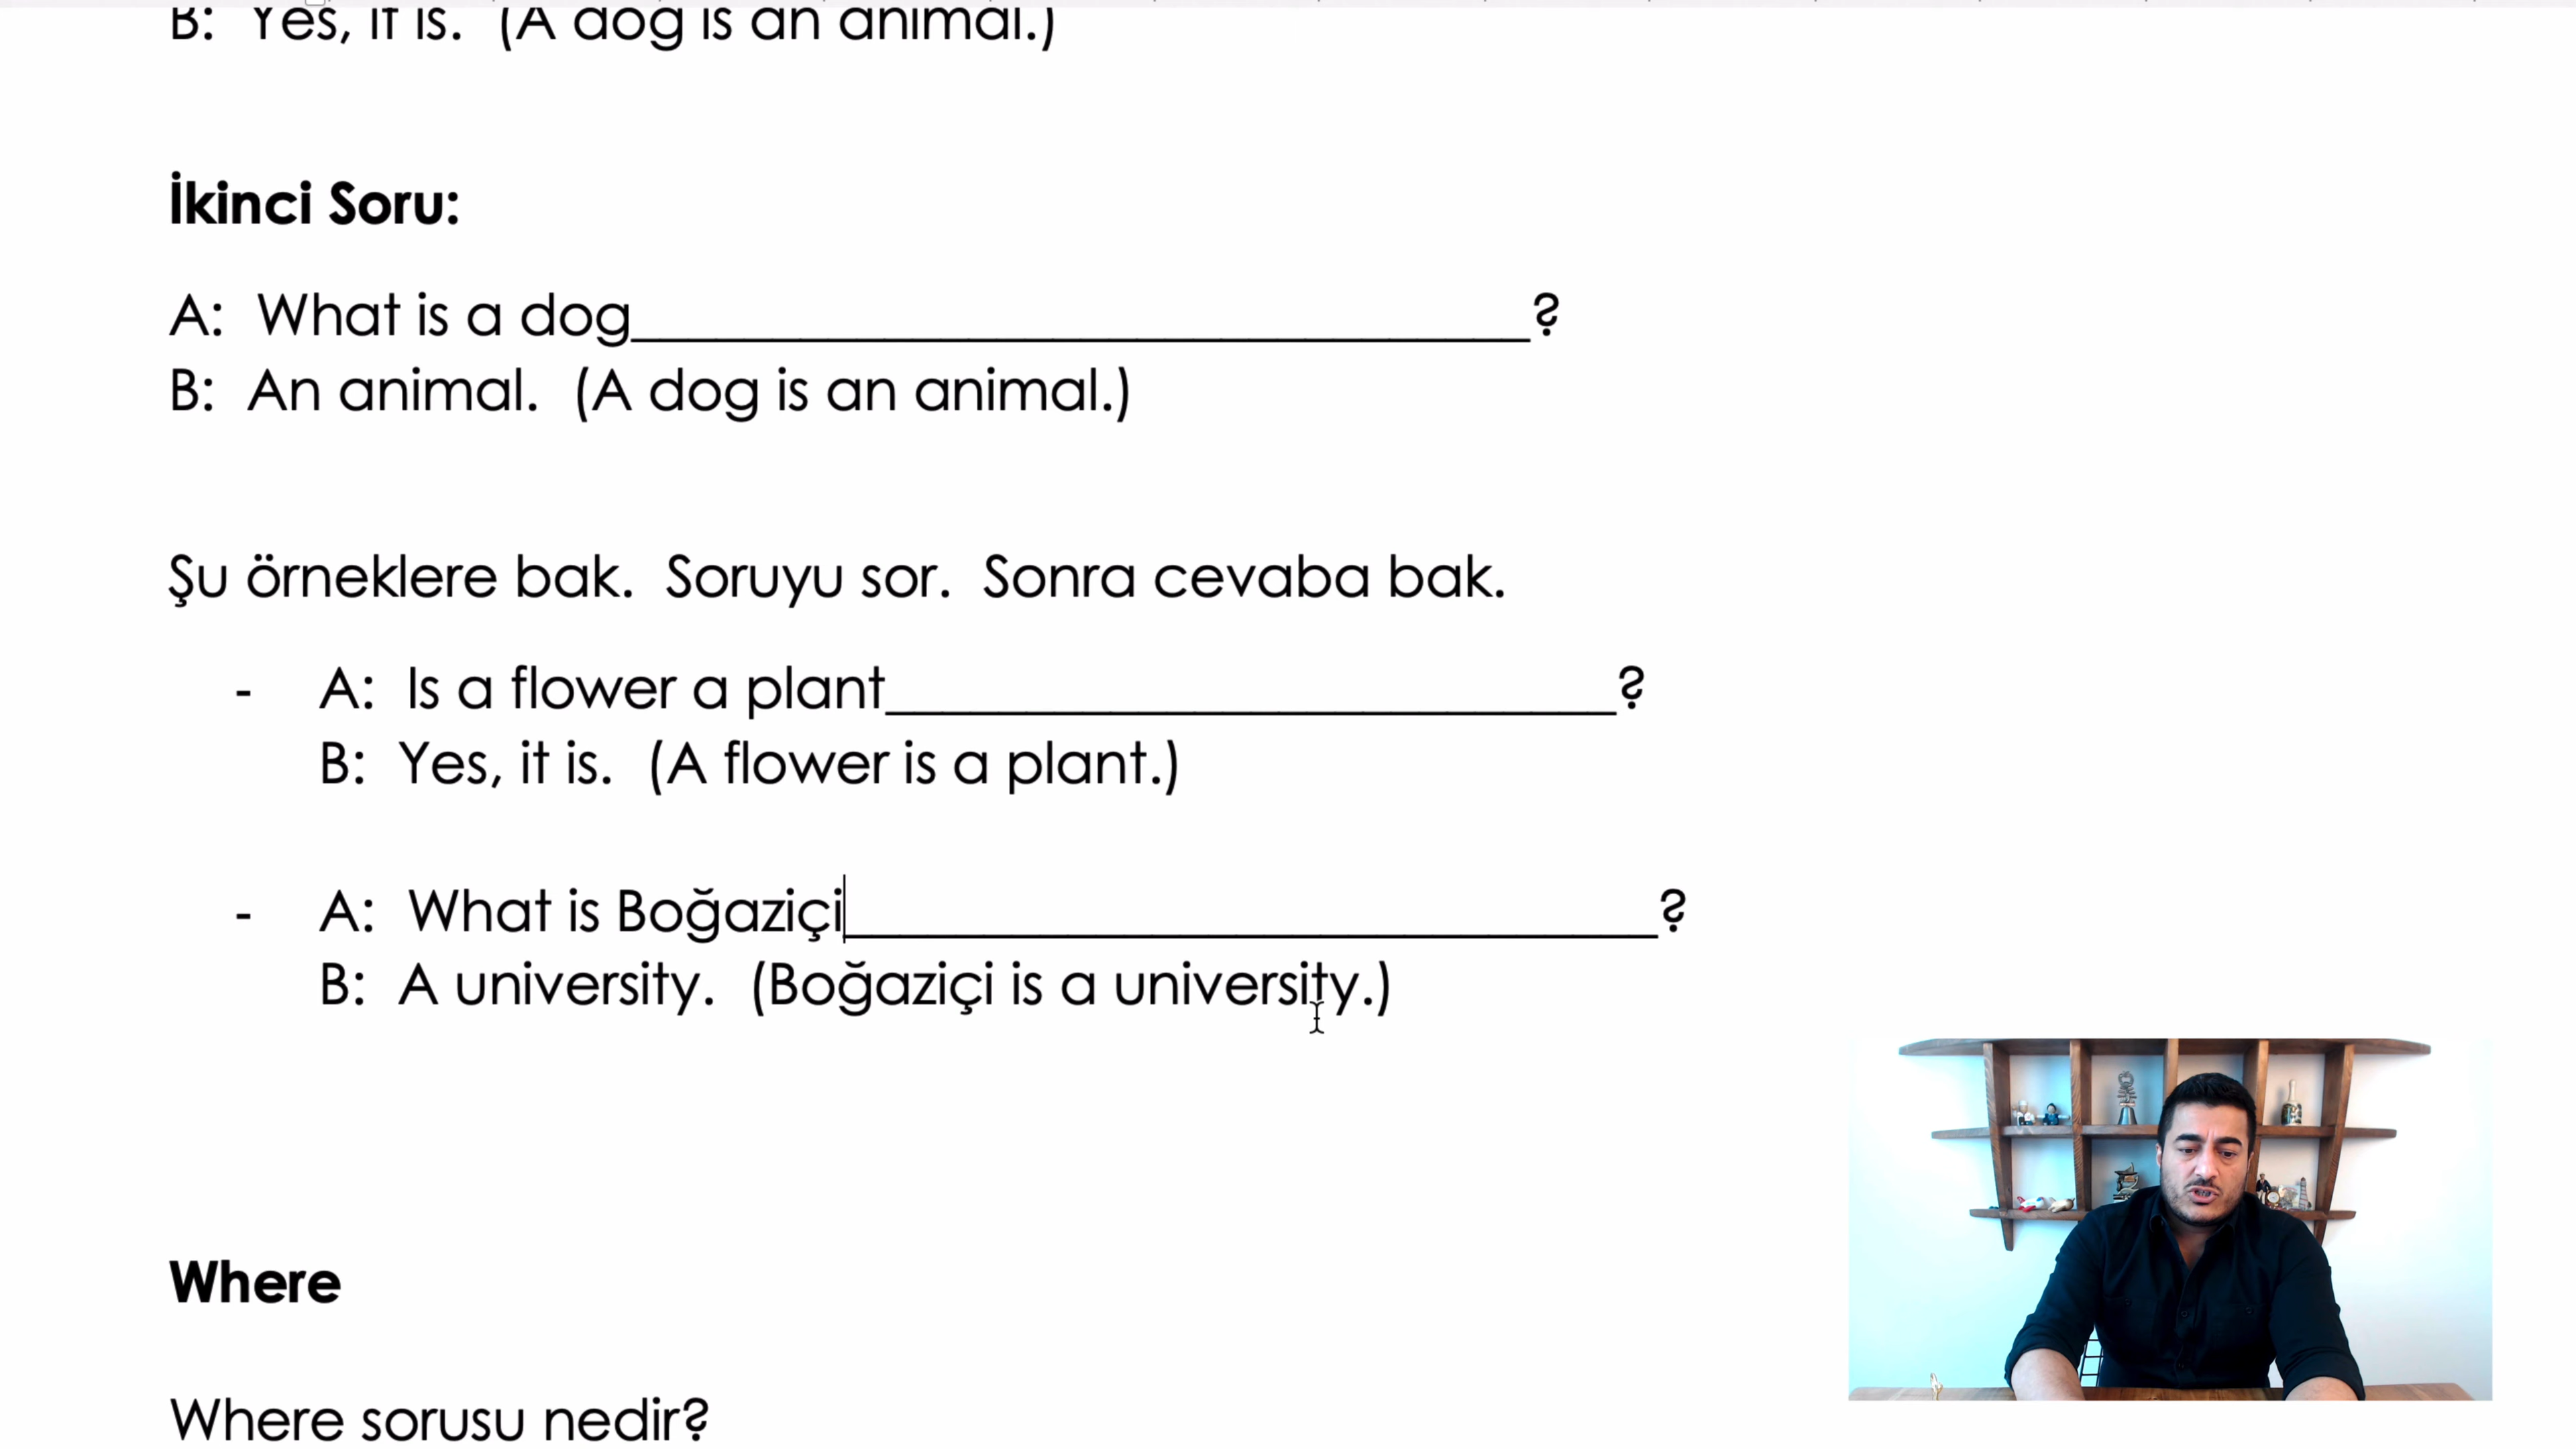 B: Yes, it is. (A dog is an animal.)
İkinci Soru:
A: What is a dog________________________________?
B: An animal. (A dog is an animal.)
Şu örneklere bak. Soruyu sor. Sonra cevaba bak.
- A: Is a flower a plant__________________________?
B: Yes, it is. (A flower is a plant.)
- A: What is Boğaziçi_____________________________?
B: A university. (Boğaziçi is a university.)
Where
Where sorusu nedir?